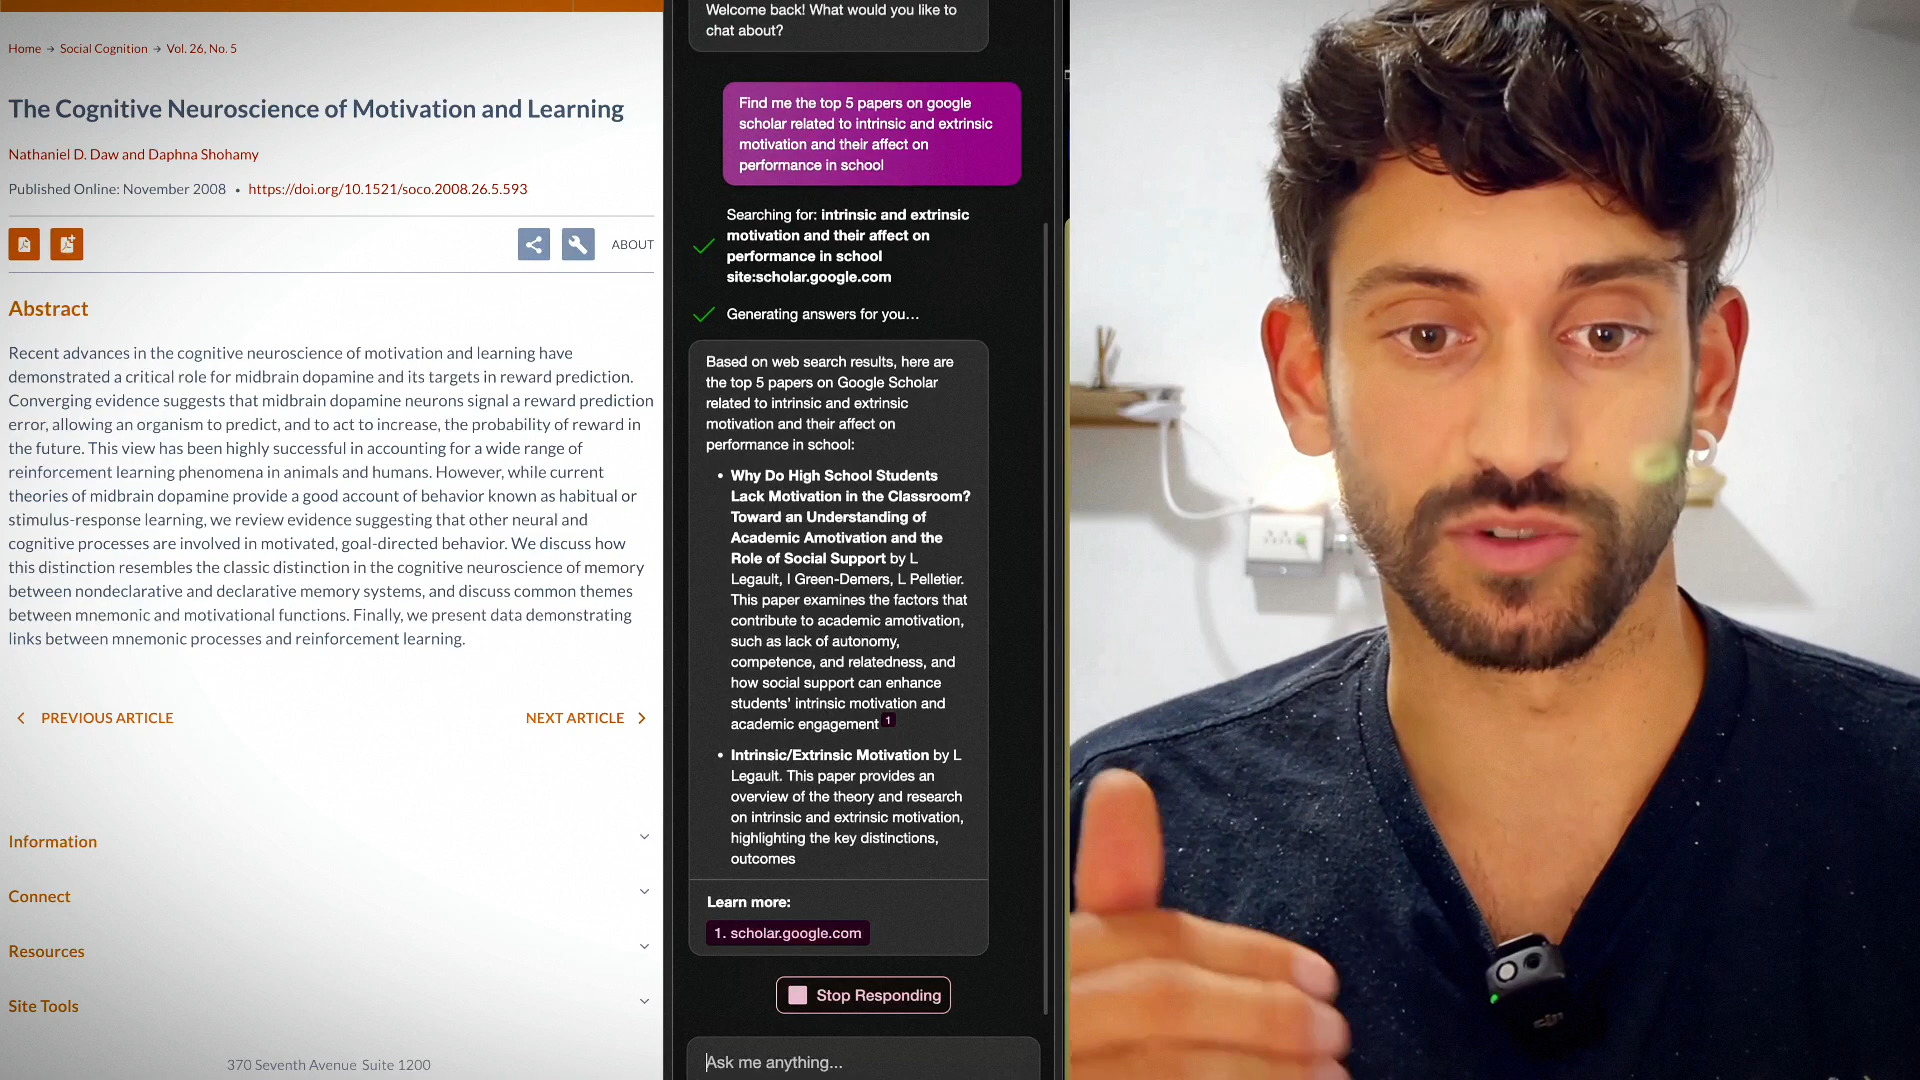 Home → Social Cognition → Vol. 26, No. 5
The Cognitive Neuroscience of Motivation and Learning
Nathaniel D. Daw and Daphna Shohamy
Published Online: November 2008 • https://doi.org/10.1521/soco.2008.26.5.593
ABOUT
Abstract
Recent advances in the cognitive neuroscience of motivation and learning have
demonstrated a critical role for midbrain dopamine and its targets in reward prediction.
Converging evidence suggests that midbrain dopamine neurons signal a reward prediction
error, allowing an organism to predict, and to act to increase, the probability of reward in
the future. This view has been highly successful in accounting for a wide range of
reinforcement learning phenomena in animals and humans. However, while current
theories of midbrain dopamine provide a good account of behavior known as habitual or
stimulus-response learning, we review evidence suggesting that other neural and
cognitive processes are involved in motivated, goal-directed behavior. We discuss how
this distinction resembles the classic distinction in the cognitive neuroscience of memory
between nondeclarative and declarative memory systems, and discuss common themes
between mnemonic and motivational functions. Finally, we present data demonstrating
links between mnemonic processes and reinforcement learning.
PREVIOUS ARTICLE
NEXT ARTICLE
Information
Connect
Resources
Site Tools
370 Seventh Avenue Suite 1200
Welcome back! What would you like to
chat about?
Find me the top 5 papers on google
scholar related to intrinsic and extrinsic
motivation and their affect on
performance in school
Searching for: intrinsic and extrinsic
motivation and their affect on
performance in school
site:scholar.google.com
Generating answers for you...
Based on web search results, here are
the top 5 papers on Google Scholar
related to intrinsic and extrinsic
motivation and their affect on
performance in school:
• Why Do High School Students
Lack Motivation in the Classroom?
Toward an Understanding of
Academic Amotivation and the
Role of Social Support by L
Legault, I Green-Demers, L Pelletier.
This paper examines the factors that
contribute to academic amotivation,
such as lack of autonomy,
competence, and relatedness, and
how social support can enhance
students' intrinsic motivation and
academic engagement 1
• Intrinsic/Extrinsic Motivation by L
Legault. This paper provides an
overview of the theory and research
on intrinsic and extrinsic motivation,
highlighting the key distinctions,
outcomes
Learn more:
1. scholar.google.com
Stop Responding
Ask me anything...
dji